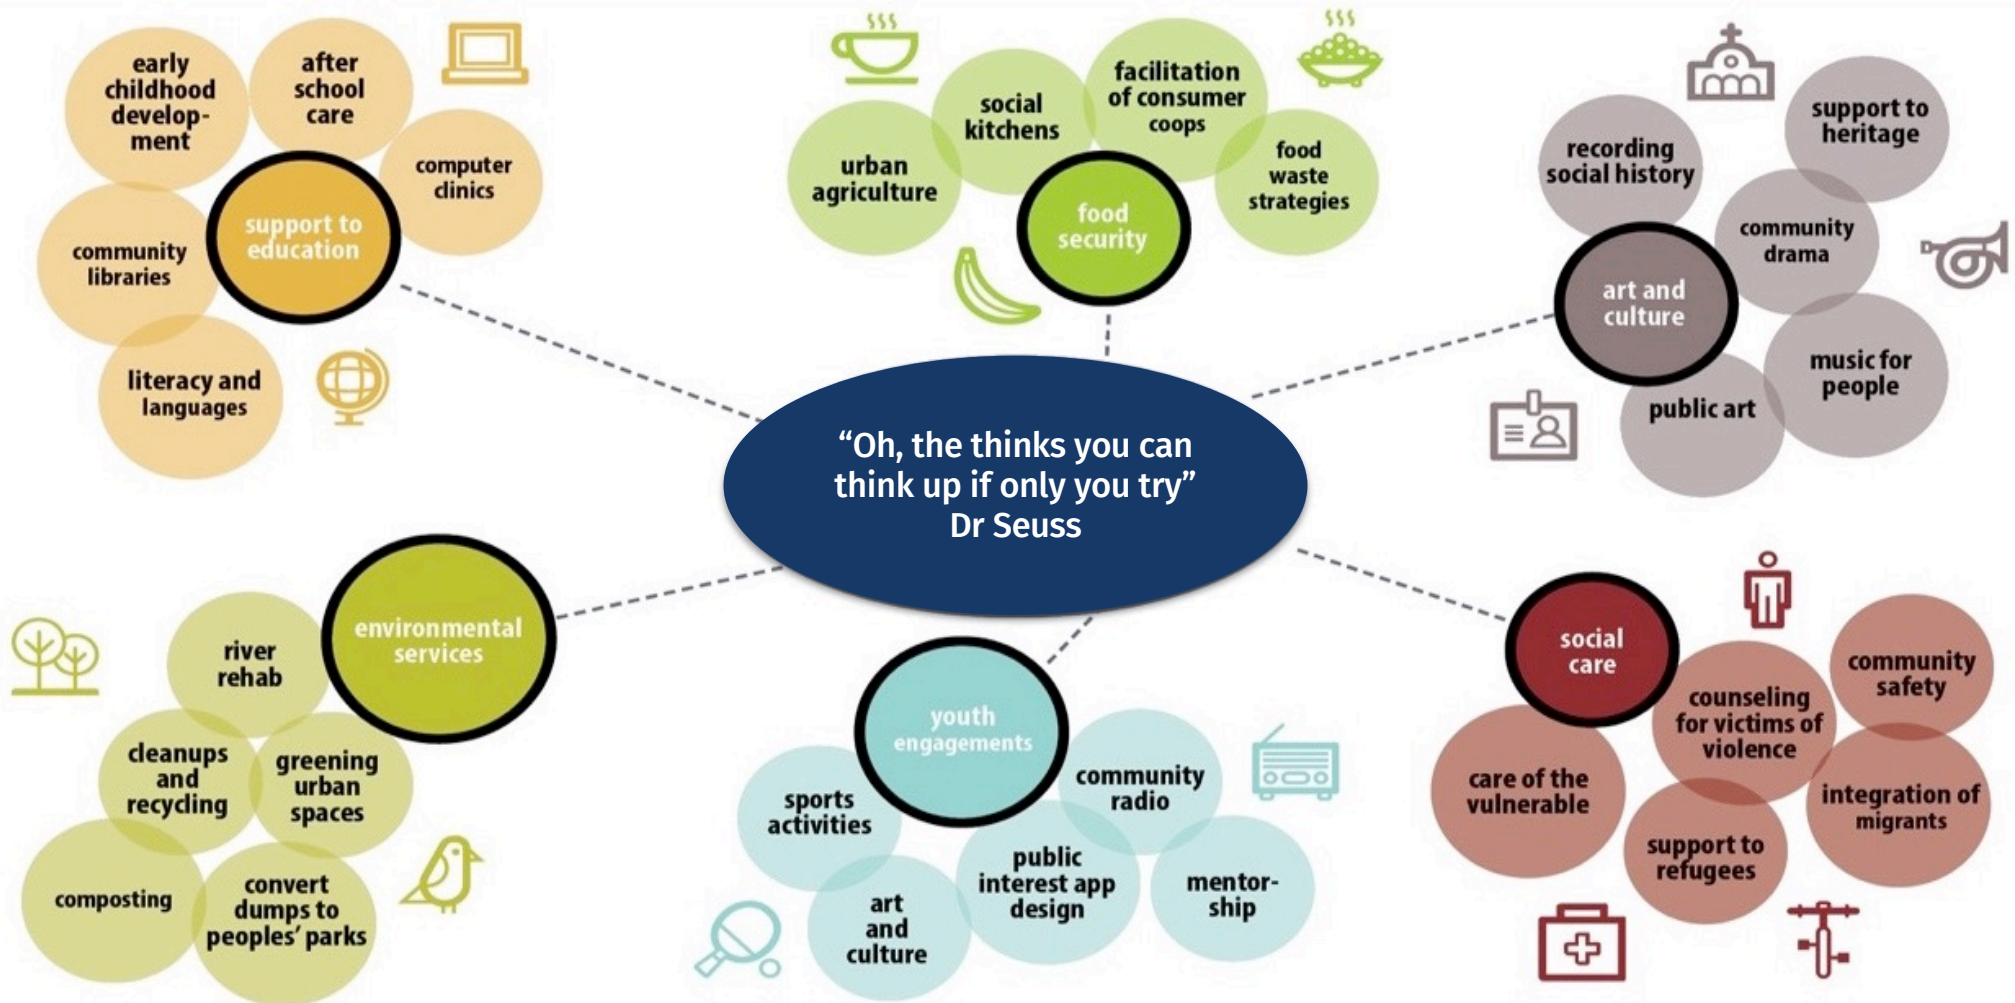 early
childhood
develop-
ment
after
school
care
computer
clinics
support to
education
community
libraries
literacy and
languages
urban
agriculture
social
kitchens
facilitation
of consumer
coops
food
waste
strategies
food
security
recording
social history
support to
heritage
community
drama
art and
culture
music for
people
public art
“Oh, the thinks you can
think up if only you try”
Dr Seuss
environmental
services
river
rehab
cleanups
and
recycling
greening
urban
spaces
composting
convert
dumps to
peoples’ parks
youth
engagements
sports
activities
community
radio
public
interest app
design
art
and
culture
mentor-
ship
social
care
community
safety
counseling
for victims of
violence
care of the
vulnerable
integration of
migrants
support to
refugees